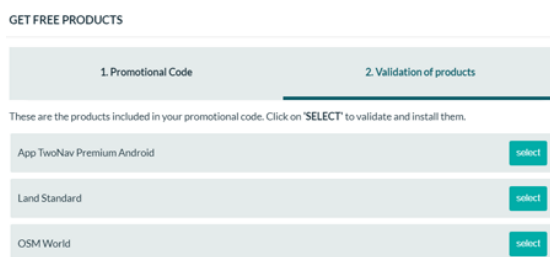 GET FREE PRODUCTS
1. Promotional Code
2. Validation of products
These are the products included in your promotional code. Click on 'SELECT' to validate and install them.
App TwoNav Premium Android
select
Land Standard
select
OSM World
select